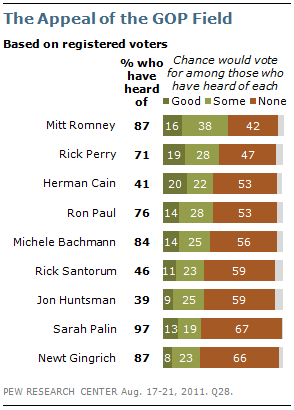 The Appeal of the GOP Field
Based on registered voters
% who have heard of
Chance would vote for among those who have heard of each
Good Some None
Mitt Romney 87 16 38 42
Rick Perry 71 19 28 47
Herman Cain 41 20 22 53
Ron Paul 76 14 28 53
Michele Bachmann 84 14 25 56
Rick Santorum 46 11 23 59
Jon Huntsman 39 9 25 59
Sarah Palin 97 13 19 67
Newt Gingrich 87 8 23 66
PEW RESEARCH CENTER Aug. 17-21, 2011. Q28.